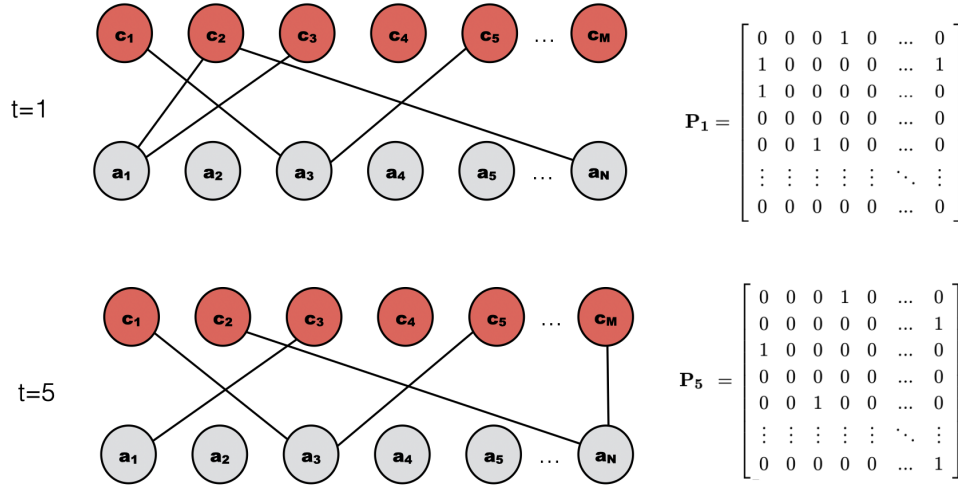 c₁ c₂ c₃ c₄ c₅ ... c_M
t=1
a₁ a₂ a₃ a₄ a₅ ... a_N
P₁ =
0 0 0 1 0 ... 0
1 0 0 0 0 ... 1
1 0 0 0 0 ... 0
0 0 0 0 0 ... 0
0 0 1 0 0 ... 0
⋮ ⋮ ⋮ ⋮ ⋮ ⋱ ⋮
0 0 0 0 0 ... 0
c₁ c₂ c₃ c₄ c₅ ... c_M
t=5
a₁ a₂ a₃ a₄ a₅ ... a_N
P₅ =
0 0 0 1 0 ... 0
0 0 0 0 0 ... 1
1 0 0 0 0 ... 0
0 0 0 0 0 ... 0
0 0 1 0 0 ... 0
⋮ ⋮ ⋮ ⋮ ⋮ ⋱ ⋮
0 0 0 0 0 ... 1